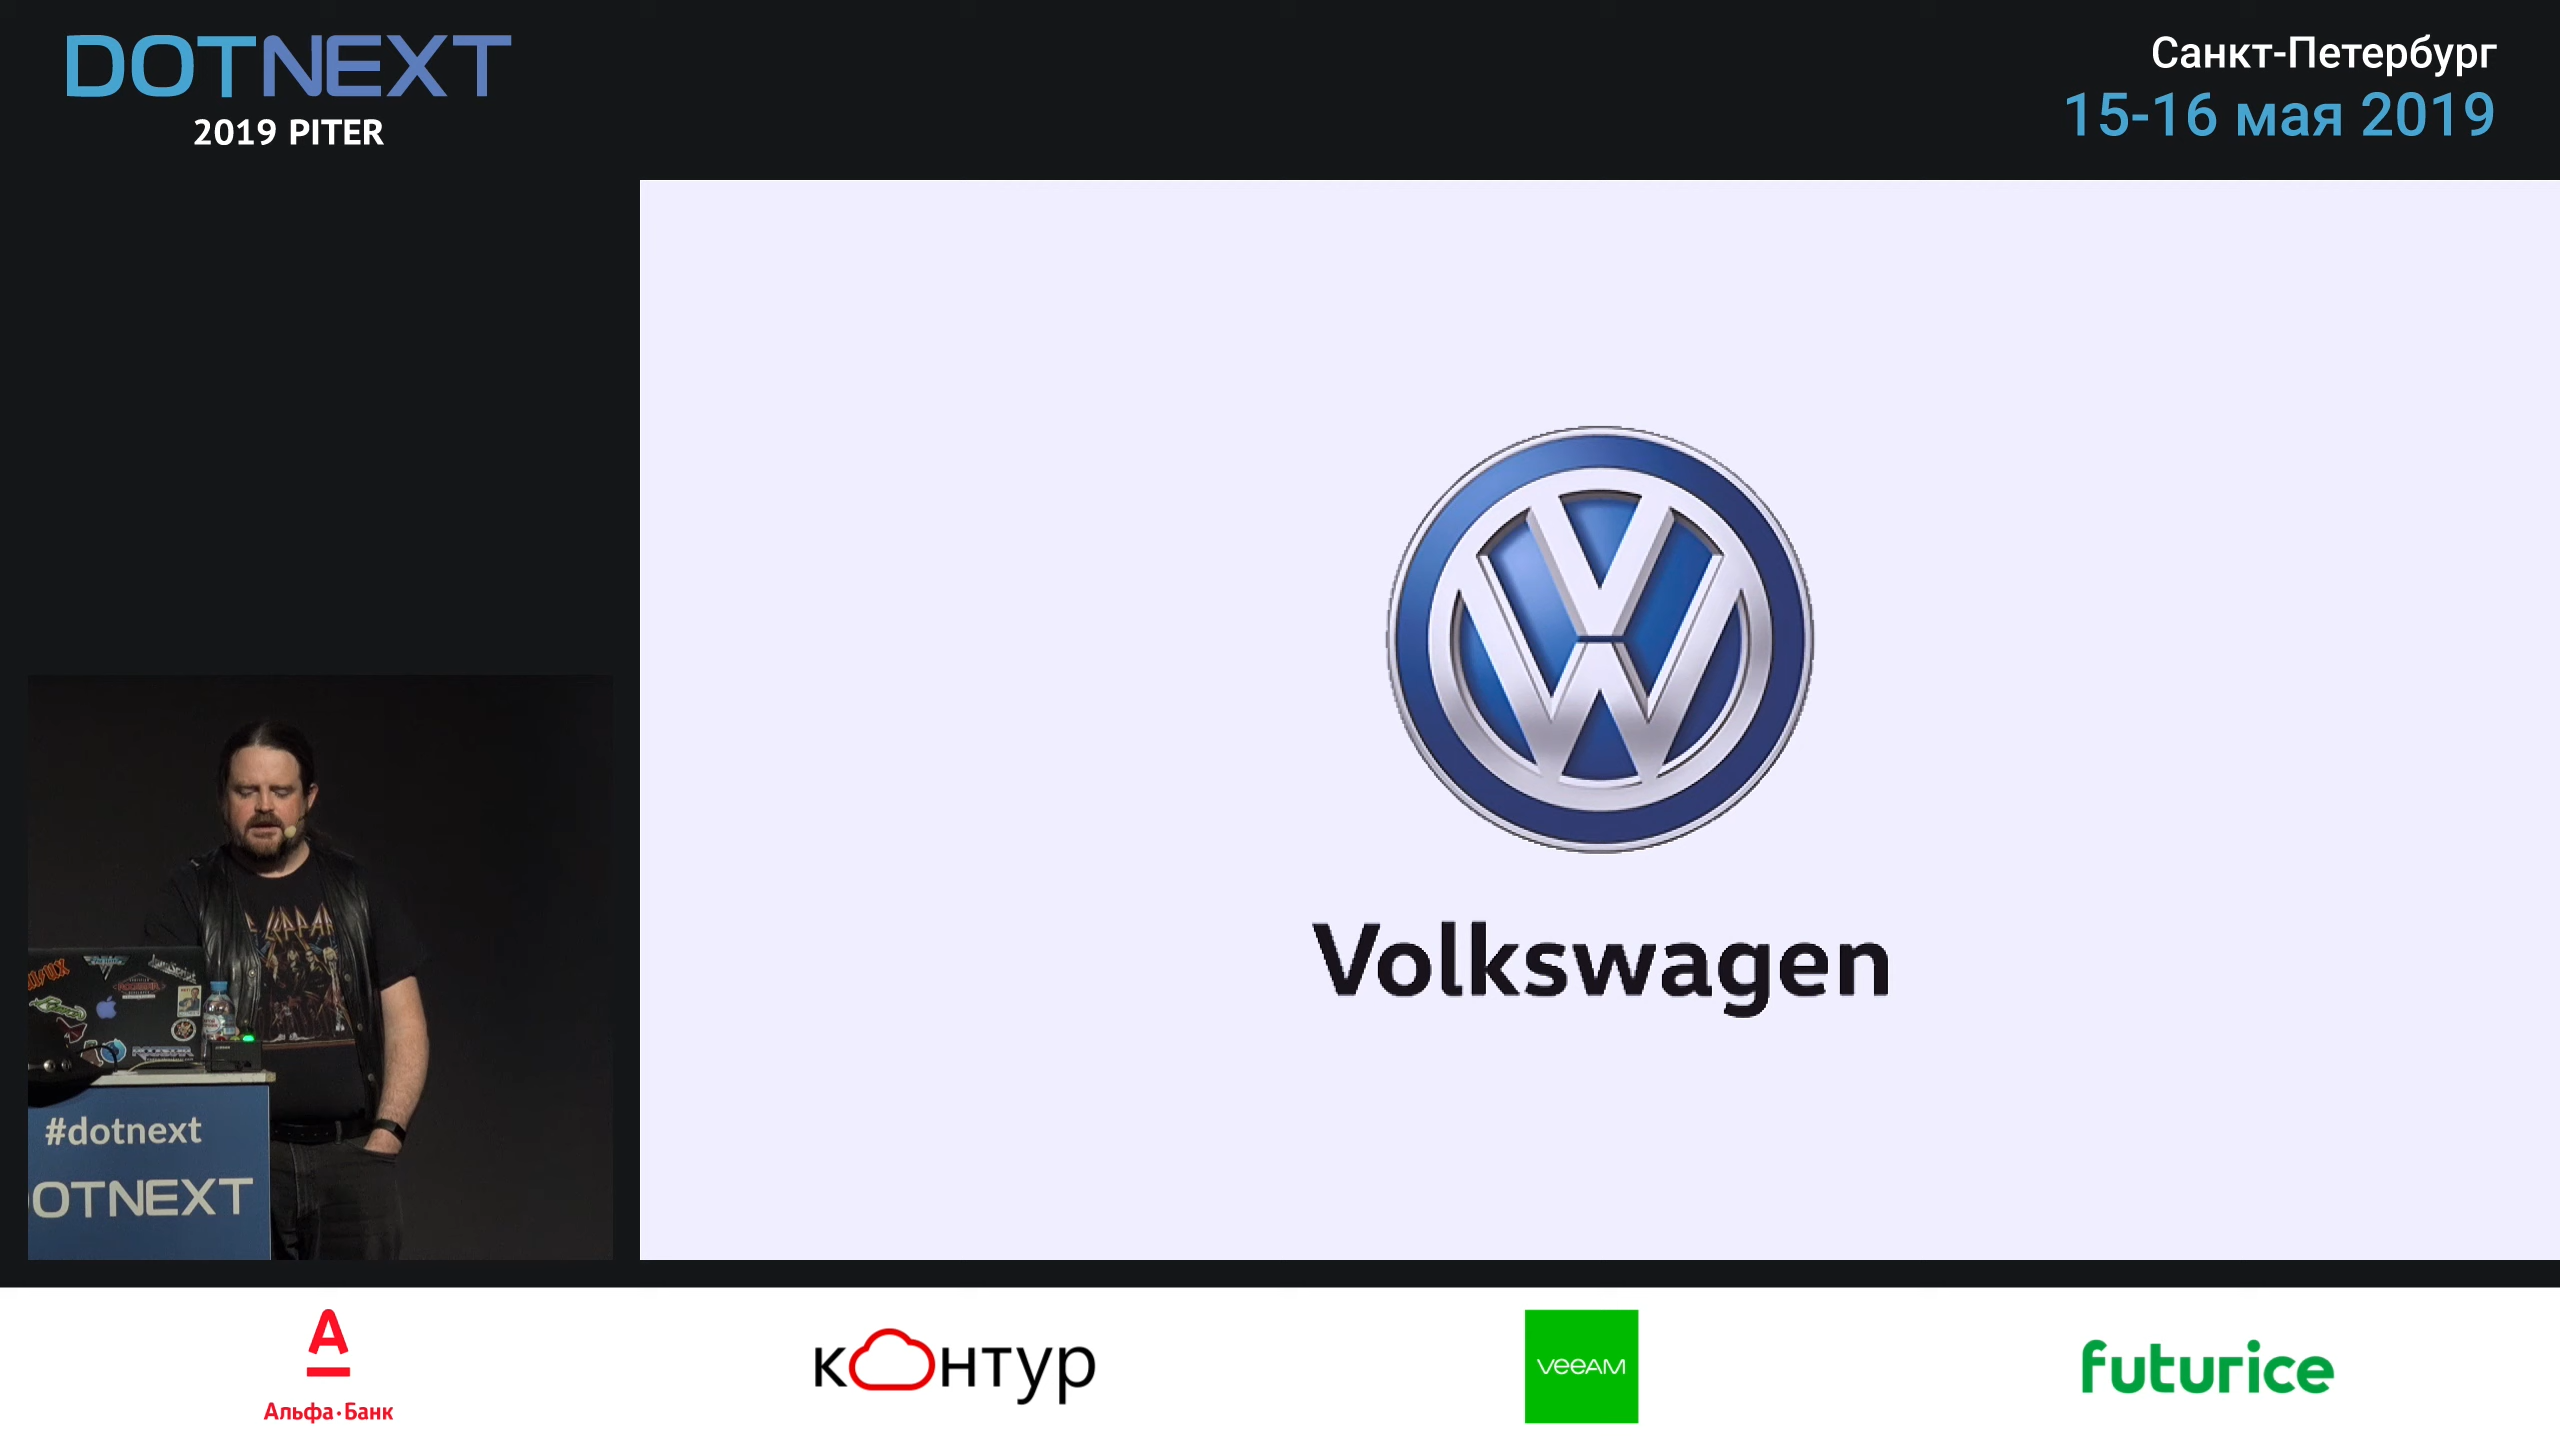 DOTNEXT
2019 PITER
Санкт-Петербург
15-16 мая 2019
Volkswagen
#dotnext
OTNEXT
Альфа·Банк
контур
veeam
futurice